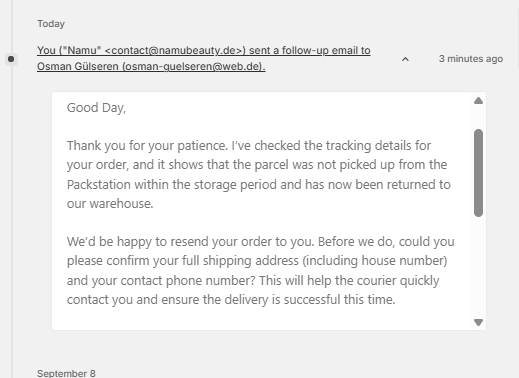 Today
You ("Namu" <contact@namubeauty.de>) sent a follow-up email to
Osman Gülseren (osman-guelseren@web.de).
3 minutes ago
Good Day,
Thank you for your patience. I've checked the tracking details for
your order, and it shows that the parcel was not picked up from the
Packstation within the storage period and has now been returned to
our warehouse.
We'd be happy to resend your order to you. Before we do, could you
please confirm your full shipping address (including house number)
and your contact phone number? This will help the courier quickly
contact you and ensure the delivery is successful this time.
September 8